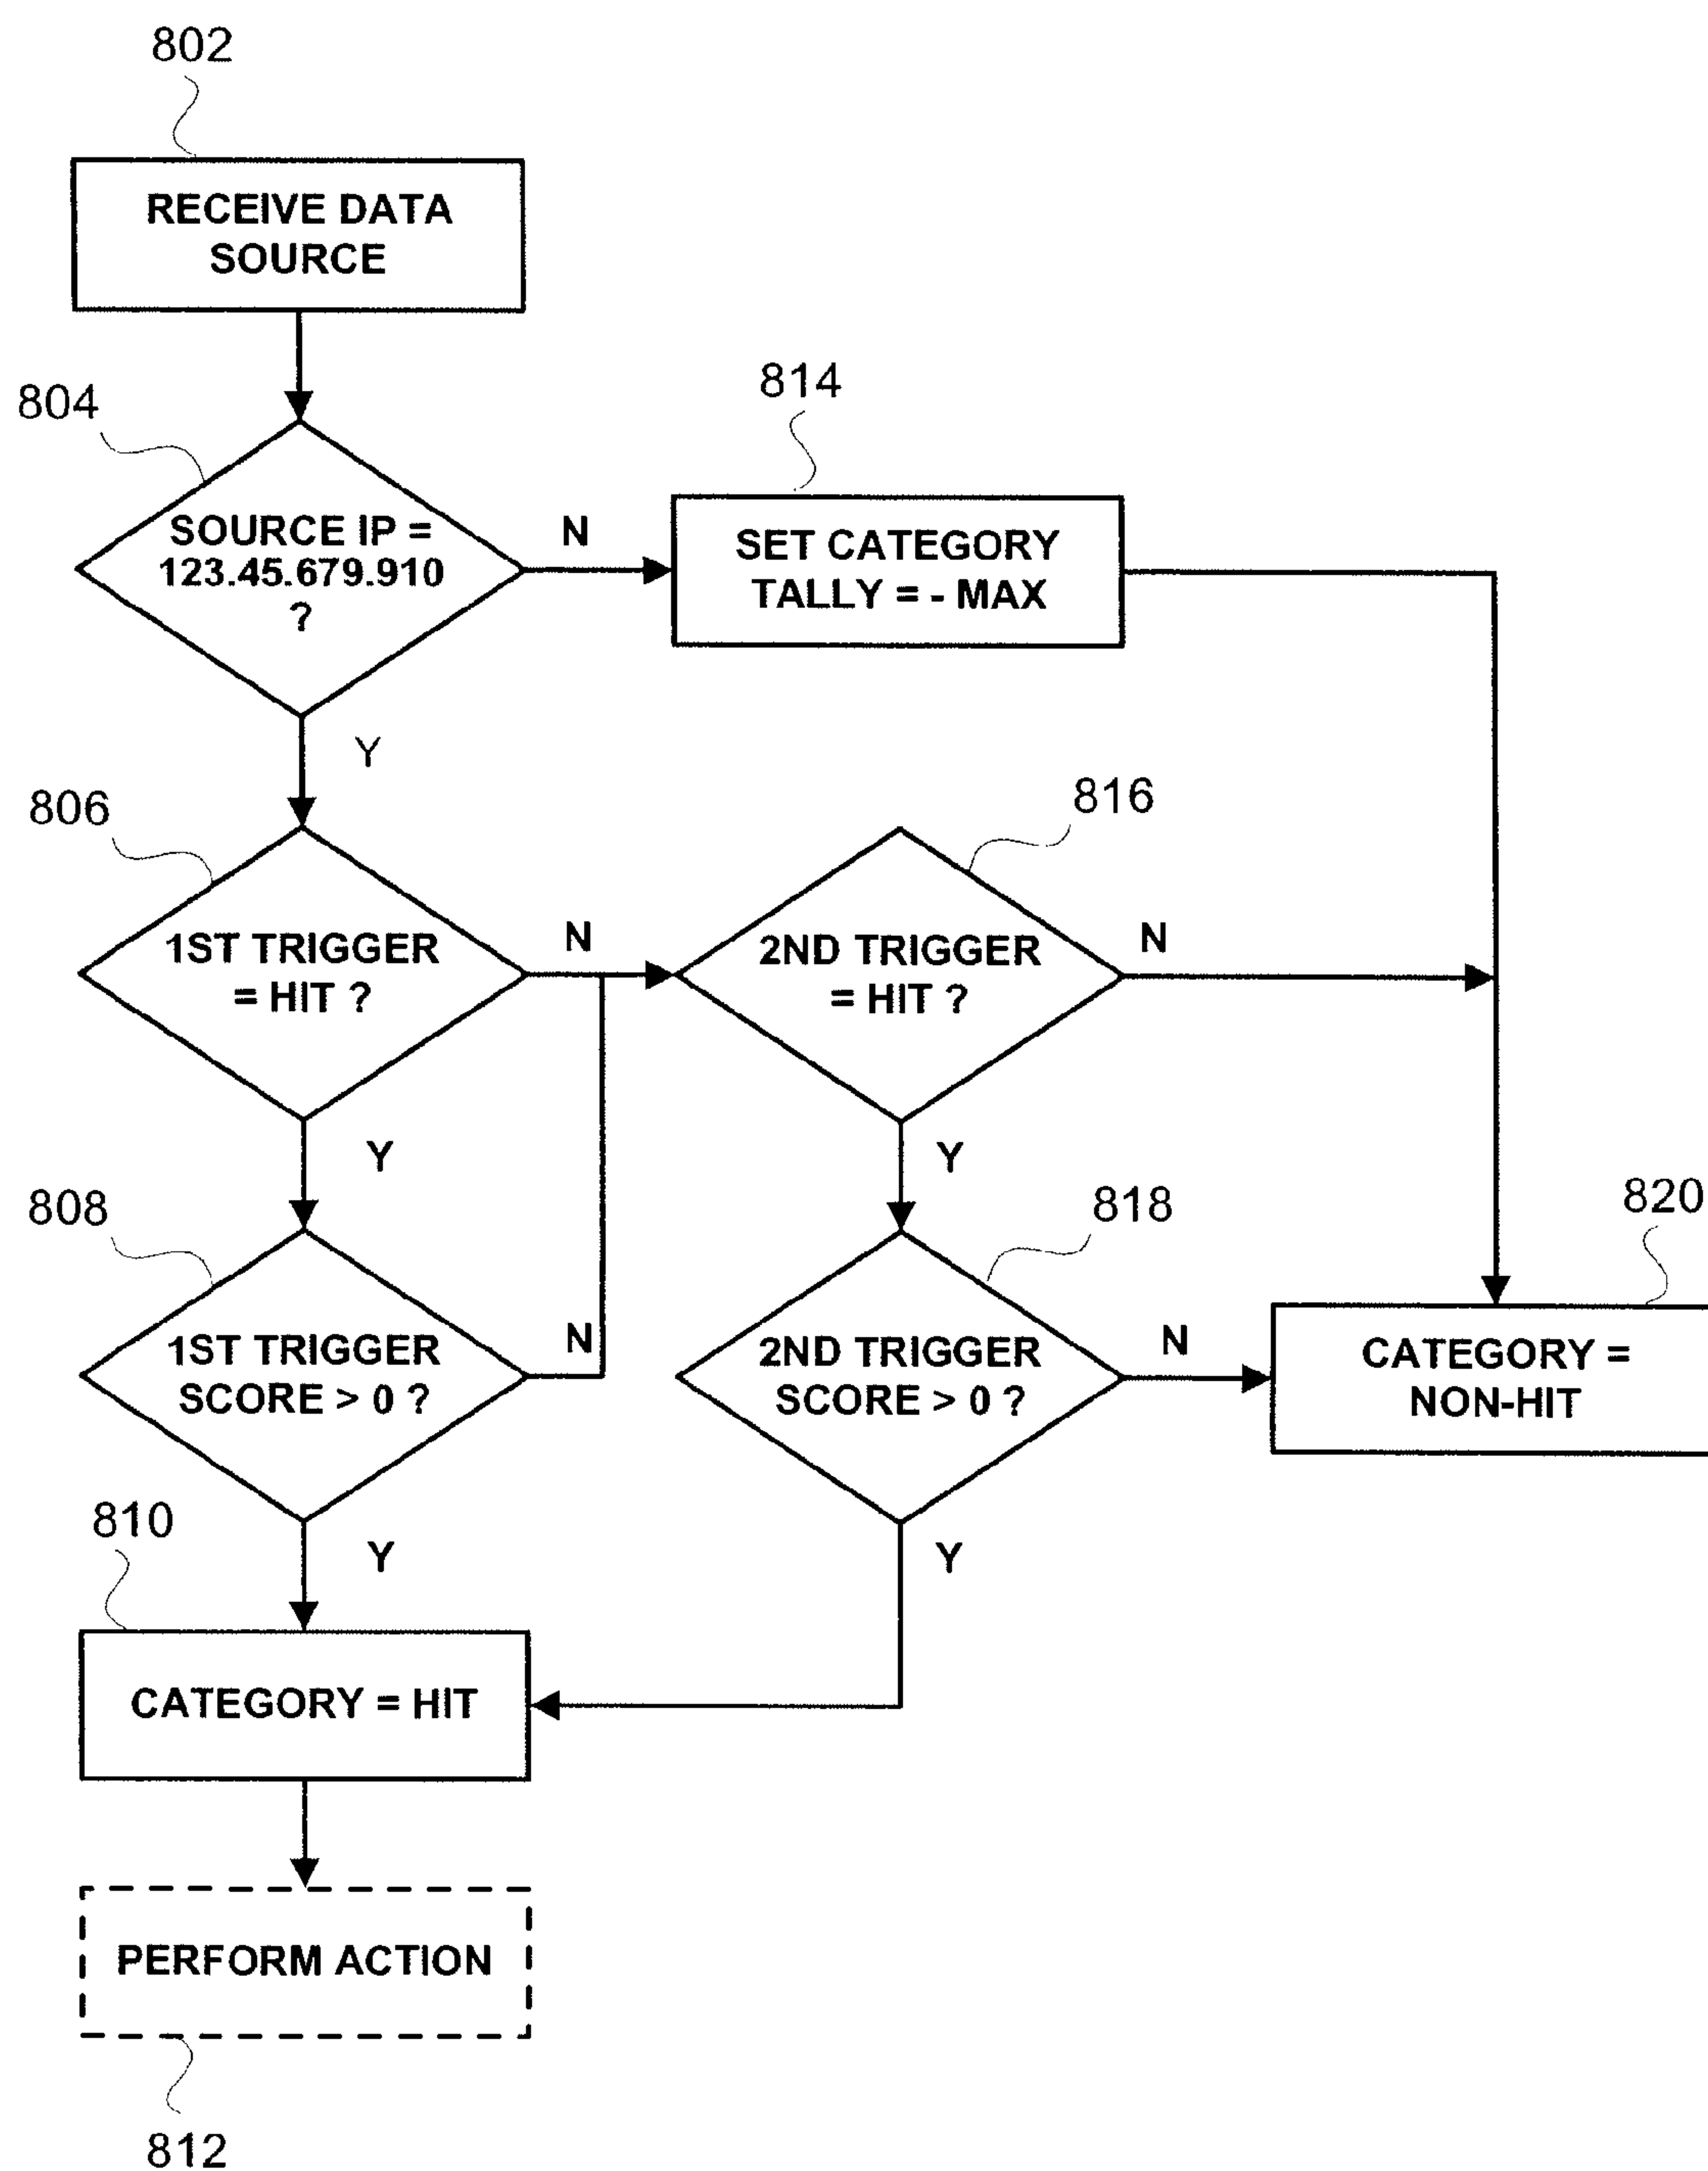 802
RECEIVE DATA
SOURCE
804
SOURCE IP =
123.45.679.910
?
N
814
SET CATEGORY
TALLY = - MAX
Y
806
1ST TRIGGER
= HIT ?
N
816
2ND TRIGGER
= HIT ?
N
Y
Y
808
1ST TRIGGER
SCORE > 0 ?
N
818
2ND TRIGGER
SCORE > 0 ?
N
820
CATEGORY =
NON-HIT
Y
Y
810
CATEGORY = HIT
PERFORM ACTION
812